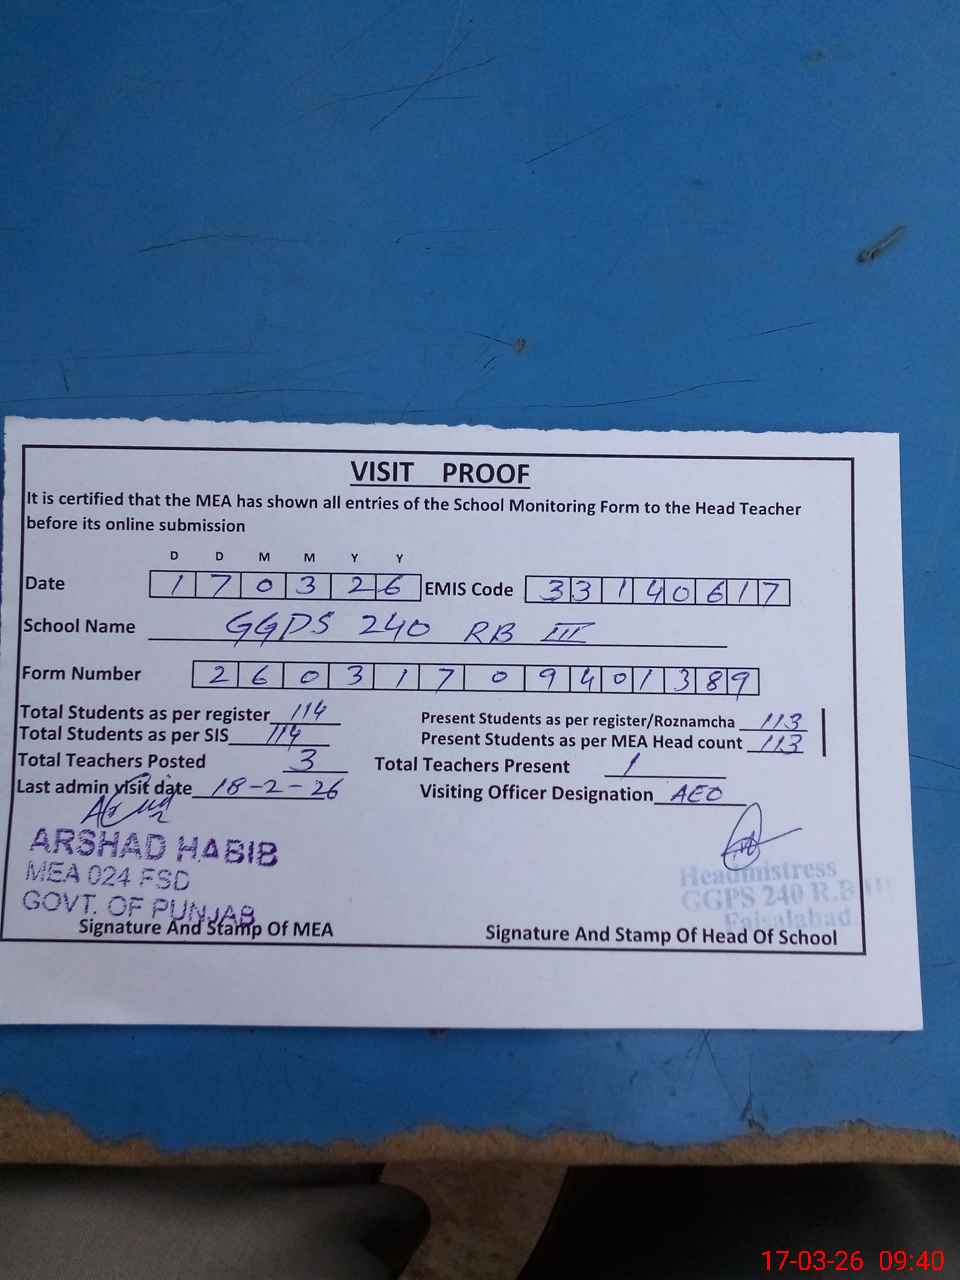 VISIT PROOF
It is certified that the MEA has shown all entries of the School Monitoring Form to the Head Teacher
before its online submission
D D M M Y Y
Date 1 7 0 3 2 6 EMIS Code 3 3 1 4 0 6 1 7
School Name GGPS 240 RB III
Form Number 2 6 0 3 1 7 0 9 4 0 1 3 8 9
Total Students as per register 114 Present Students as per register/Roznamcha 113
Total Students as per SIS 114 Present Students as per MEA Head count 113
Total Teachers Posted 3 Total Teachers Present 1
Last admin visit date 18-2-26 Visiting Officer Designation AEO
ARSHAD HABIB
MEA 024 FSD
GOVT. OF PUNJAB
Headmistress
GGPS 240 R.B III
Faisalabad
Signature And Stamp Of MEA Signature And Stamp Of Head Of School
17-03-26 09:40